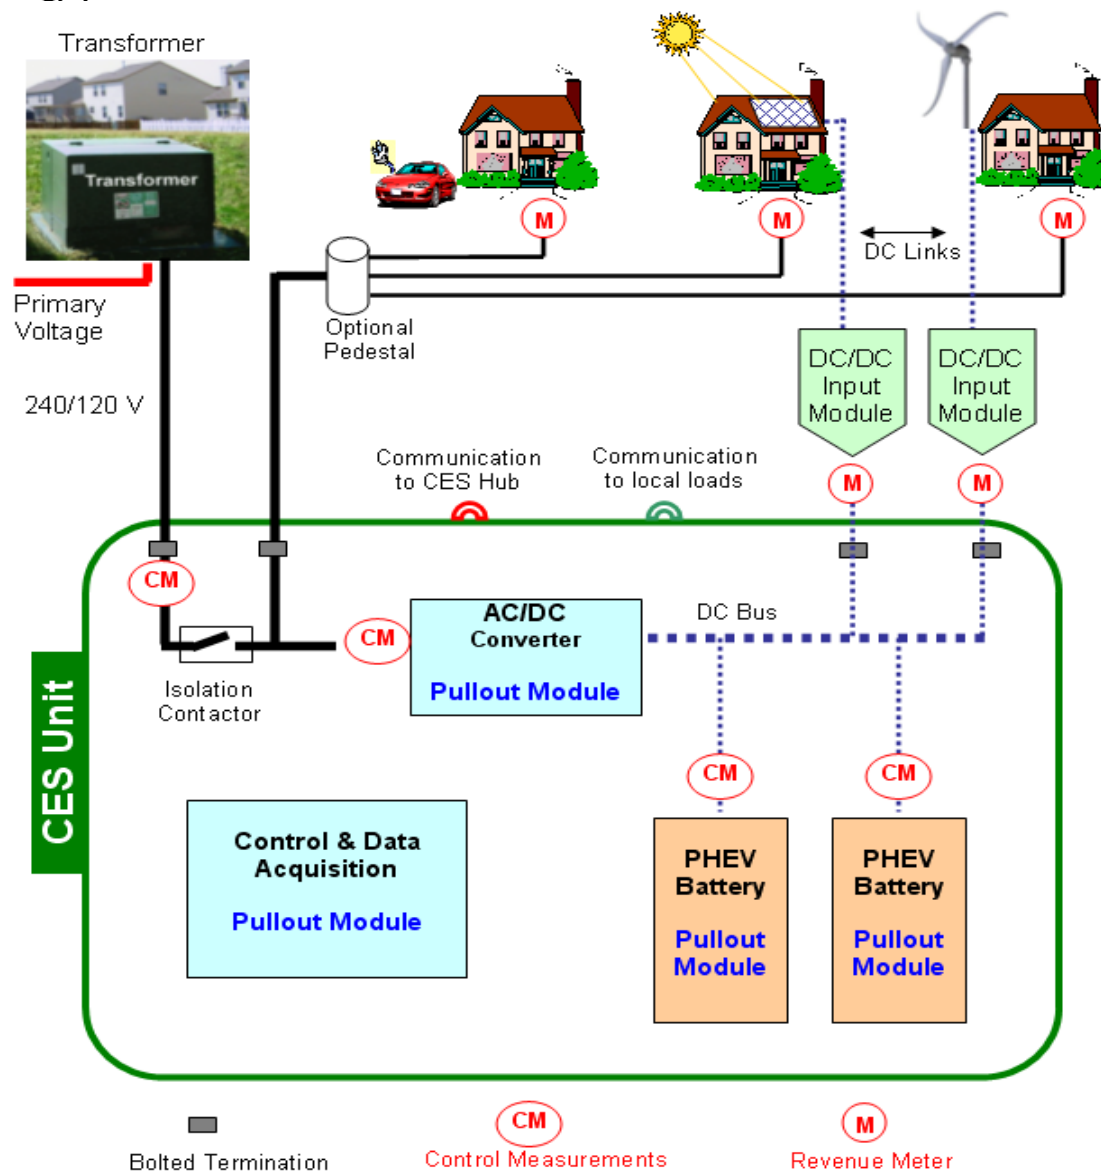 Transformer
Transformer
M
M
M
DC Links
Primary
Voltage
Optional
Pedestal
DC/DC
Input
Module
DC/DC
Input
Module
240/120 V
Communication
to CES Hub
Communication
to local loads
M
M
CM
CM
AC/DC
Converter
Pullout Module
DC Bus
Isolation
Contactor
CES Unit
CM
CM
Control & Data
Acquisition
Pullout Module
PHEV
Battery
Pullout
Module
PHEV
Battery
Pullout
Module
CM
M
Bolted Termination
Control Measurements
Revenue Meter